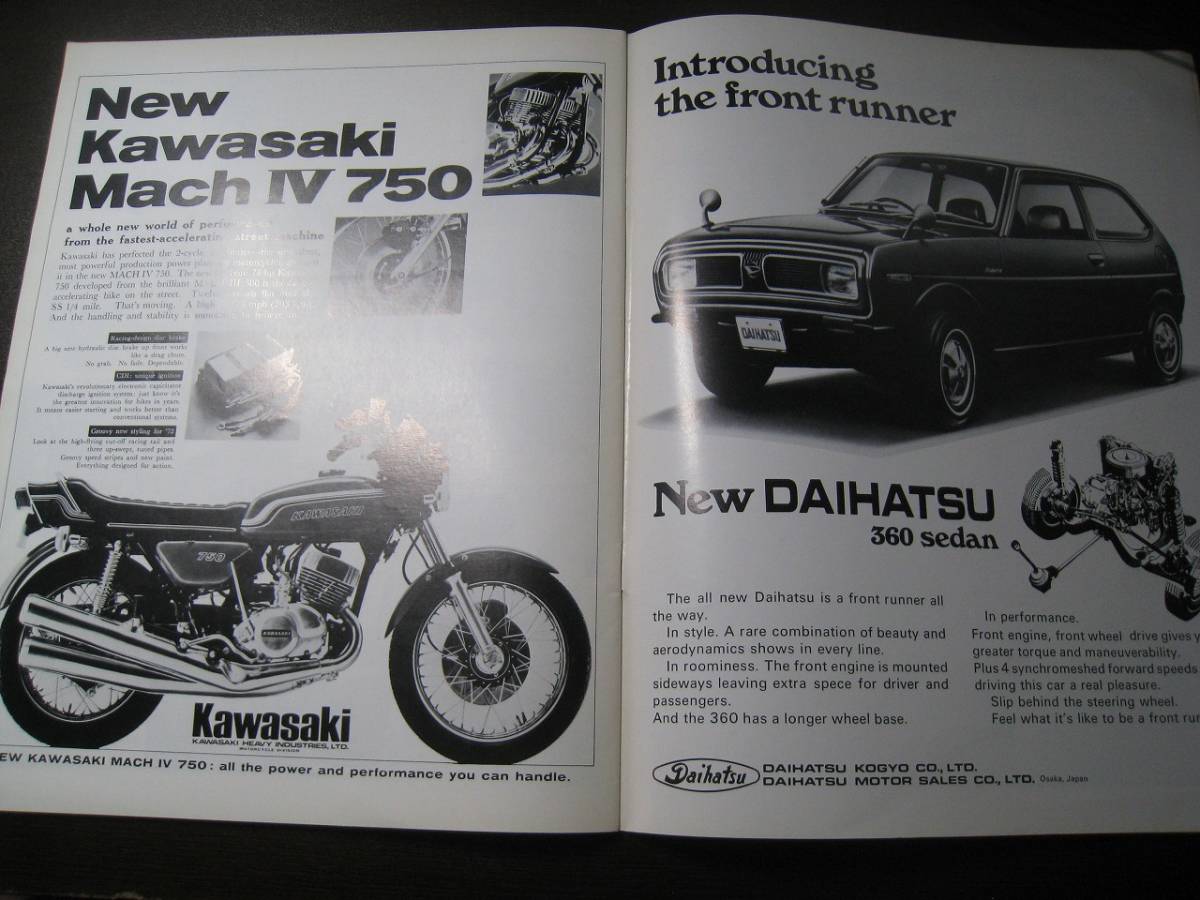 New
Kawasaki
Mach IV 750
a whole new world of
from the fastest-accelerating street machine
Kawasaki has perfected the 2-cycle
most powerful production power
it in the new MACH IV 750. The new
750 developed from the brilliant
accelerating bike on the street.
SS 1/4 mile. That's moving. A
And the handling and stability is
Racing-design disc brake
A big new hydraulic disc brake up front works
like a drag chute.
No grab. No fade. Dependable.
CDI: unique ignition
Kawasaki's revolutionary electronic capicitator
discharge ignition system: just know it's
the greatest innovation for bikes in years.
It means easier starting and works better than
conventional systems.
Groovy new styling for '72
Look at the high-flying cut-off racing tail and
three up-swept, tuned pipes.
Groovy speed stripes and new paint.
Everything designed for action.
KAWASAKI
750
Kawasaki
KAWASAKI HEAVY INDUSTRIES, LTD.
MOTORCYCLE DIVISION
EW KAWASAKI MACH IV 750: all the power and performance you can handle.
Introducing
the front runner
DAIHATSU
New DAIHATSU
360 sedan
The all new Daihatsu is a front runner all
the way.
In style. A rare combination of beauty and
aerodynamics shows in every line.
In roominess. The front engine is mounted
sideways leaving extra spece for driver and
passengers.
And the 360 has a longer wheel base.
In performance.
Front engine, front wheel drive gives y
greater torque and maneuverability.
Plus 4 synchromeshed forward speeds
driving this car a real pleasure.
Slip behind the steering wheel.
Feel what it's like to be a front run
Daihatsu
DAIHATSU KOGYO CO., LTD.
DAIHATSU MOTOR SALES CO., LTD. Osaka, Japan